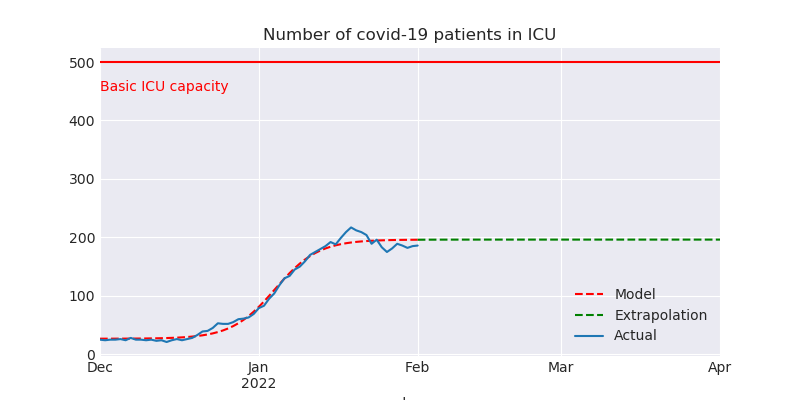 Number of covid-19 patients in ICU
500
Basic ICU capacity
400
300
200
100
0
Model
Extrapolation
Actual
Dec
Jan
2022
Feb
Mar
Apr